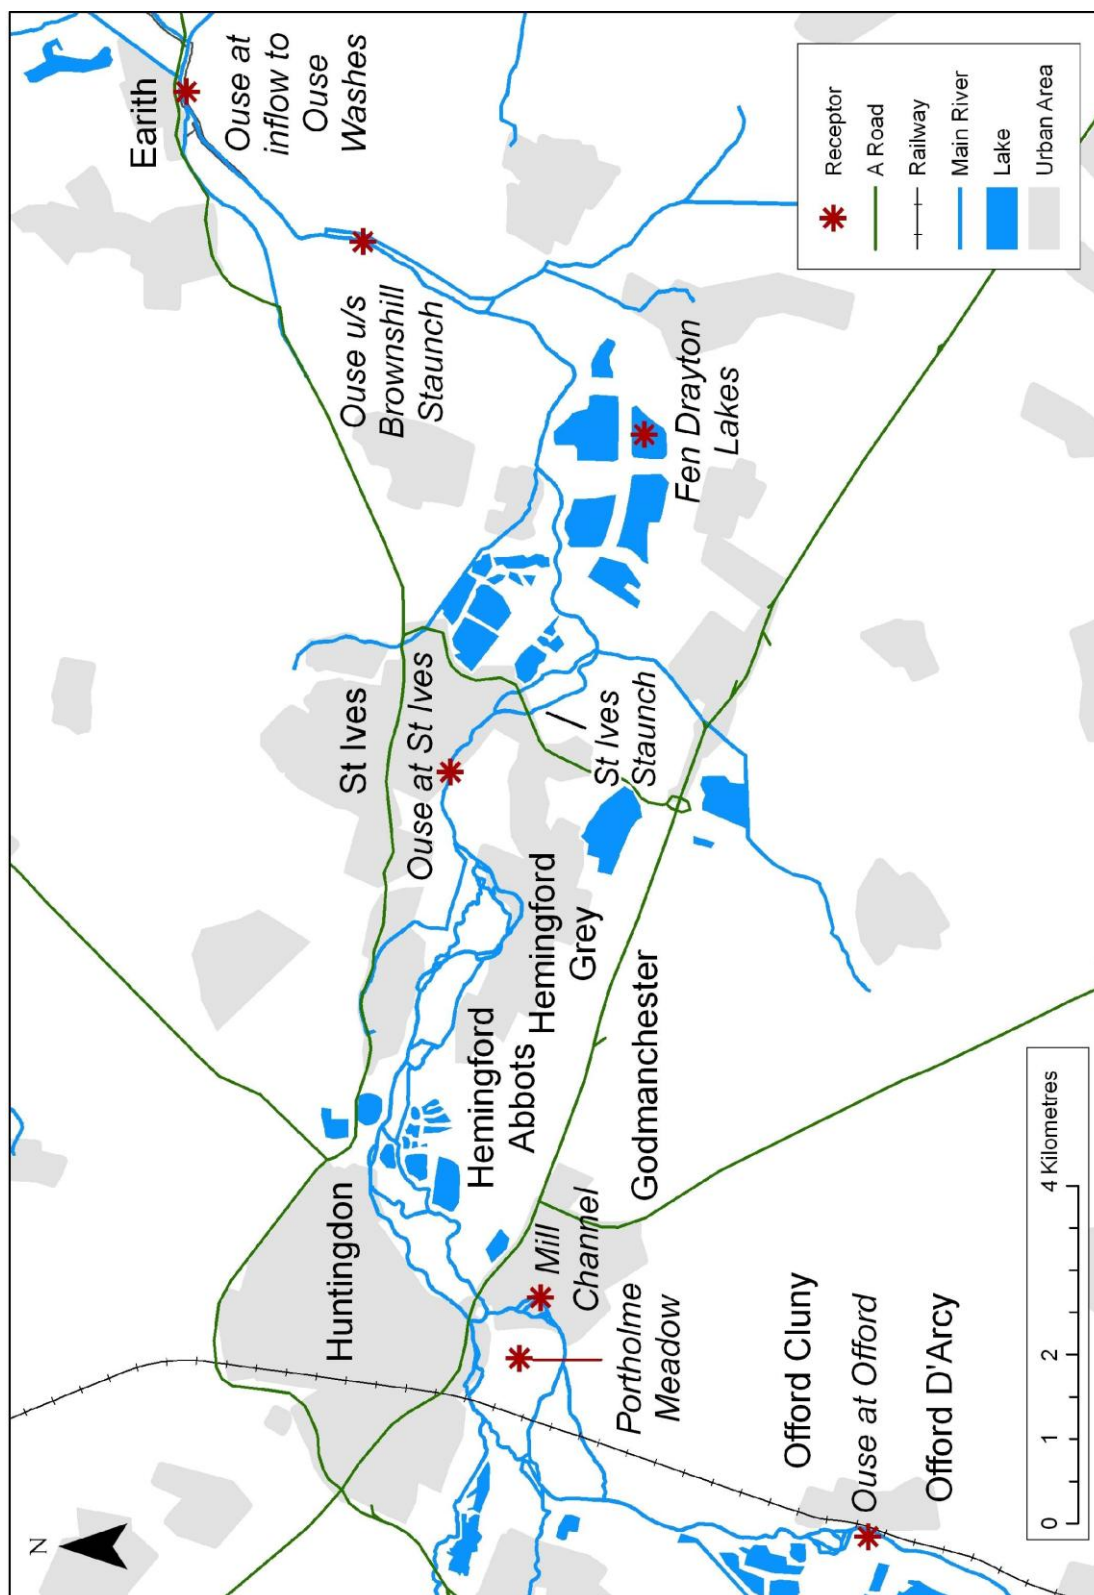 N
Earith
Ouse at
inflow to
Ouse
Washes
Ouse u/s
Brownshill
Staunch
St Ives
Ouse at St Ives
Fen Drayton
Lakes
St Ives
Staunch
Huntingdon
Hemingford
Abbots
Hemingford
Grey
Godmanchester
Mill
Channel
Portholme
Meadow
Offord Cluny
Ouse at Offord
Offord D'Arcy
0
1
2
4 Kilometres
Receptor
A Road
Railway
Main River
Lake
Urban Area